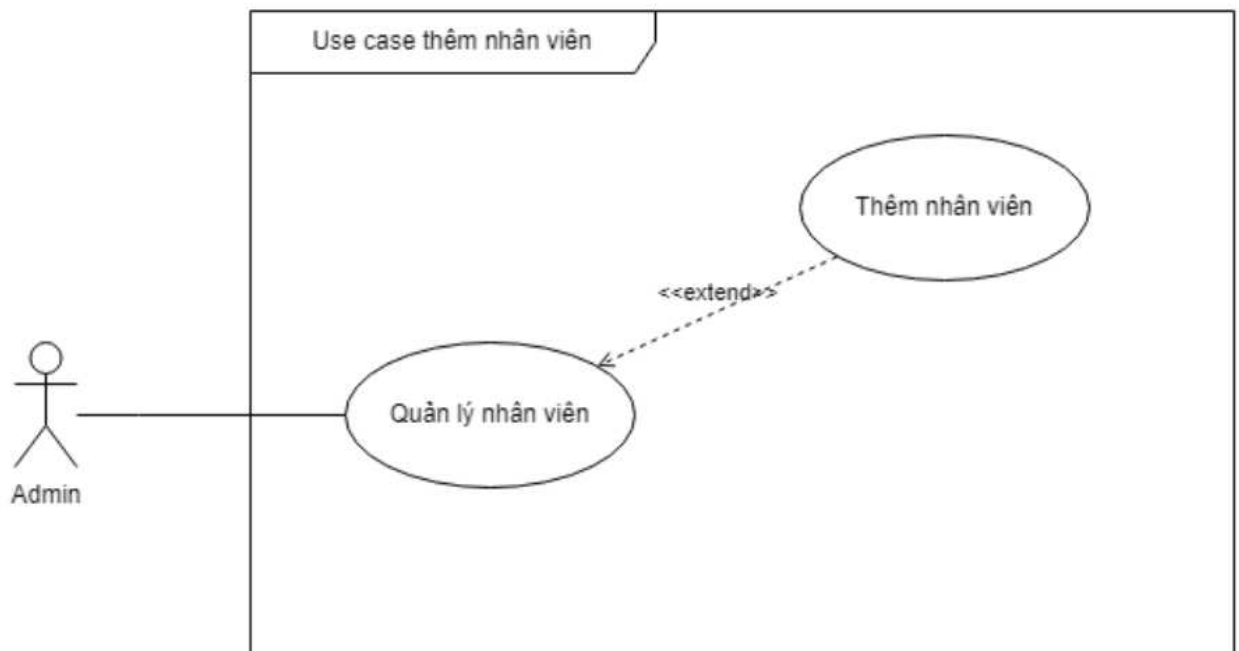 Use case thêm nhân viên
Thêm nhân viên
<<extend>>
Quản lý nhân viên
Admin